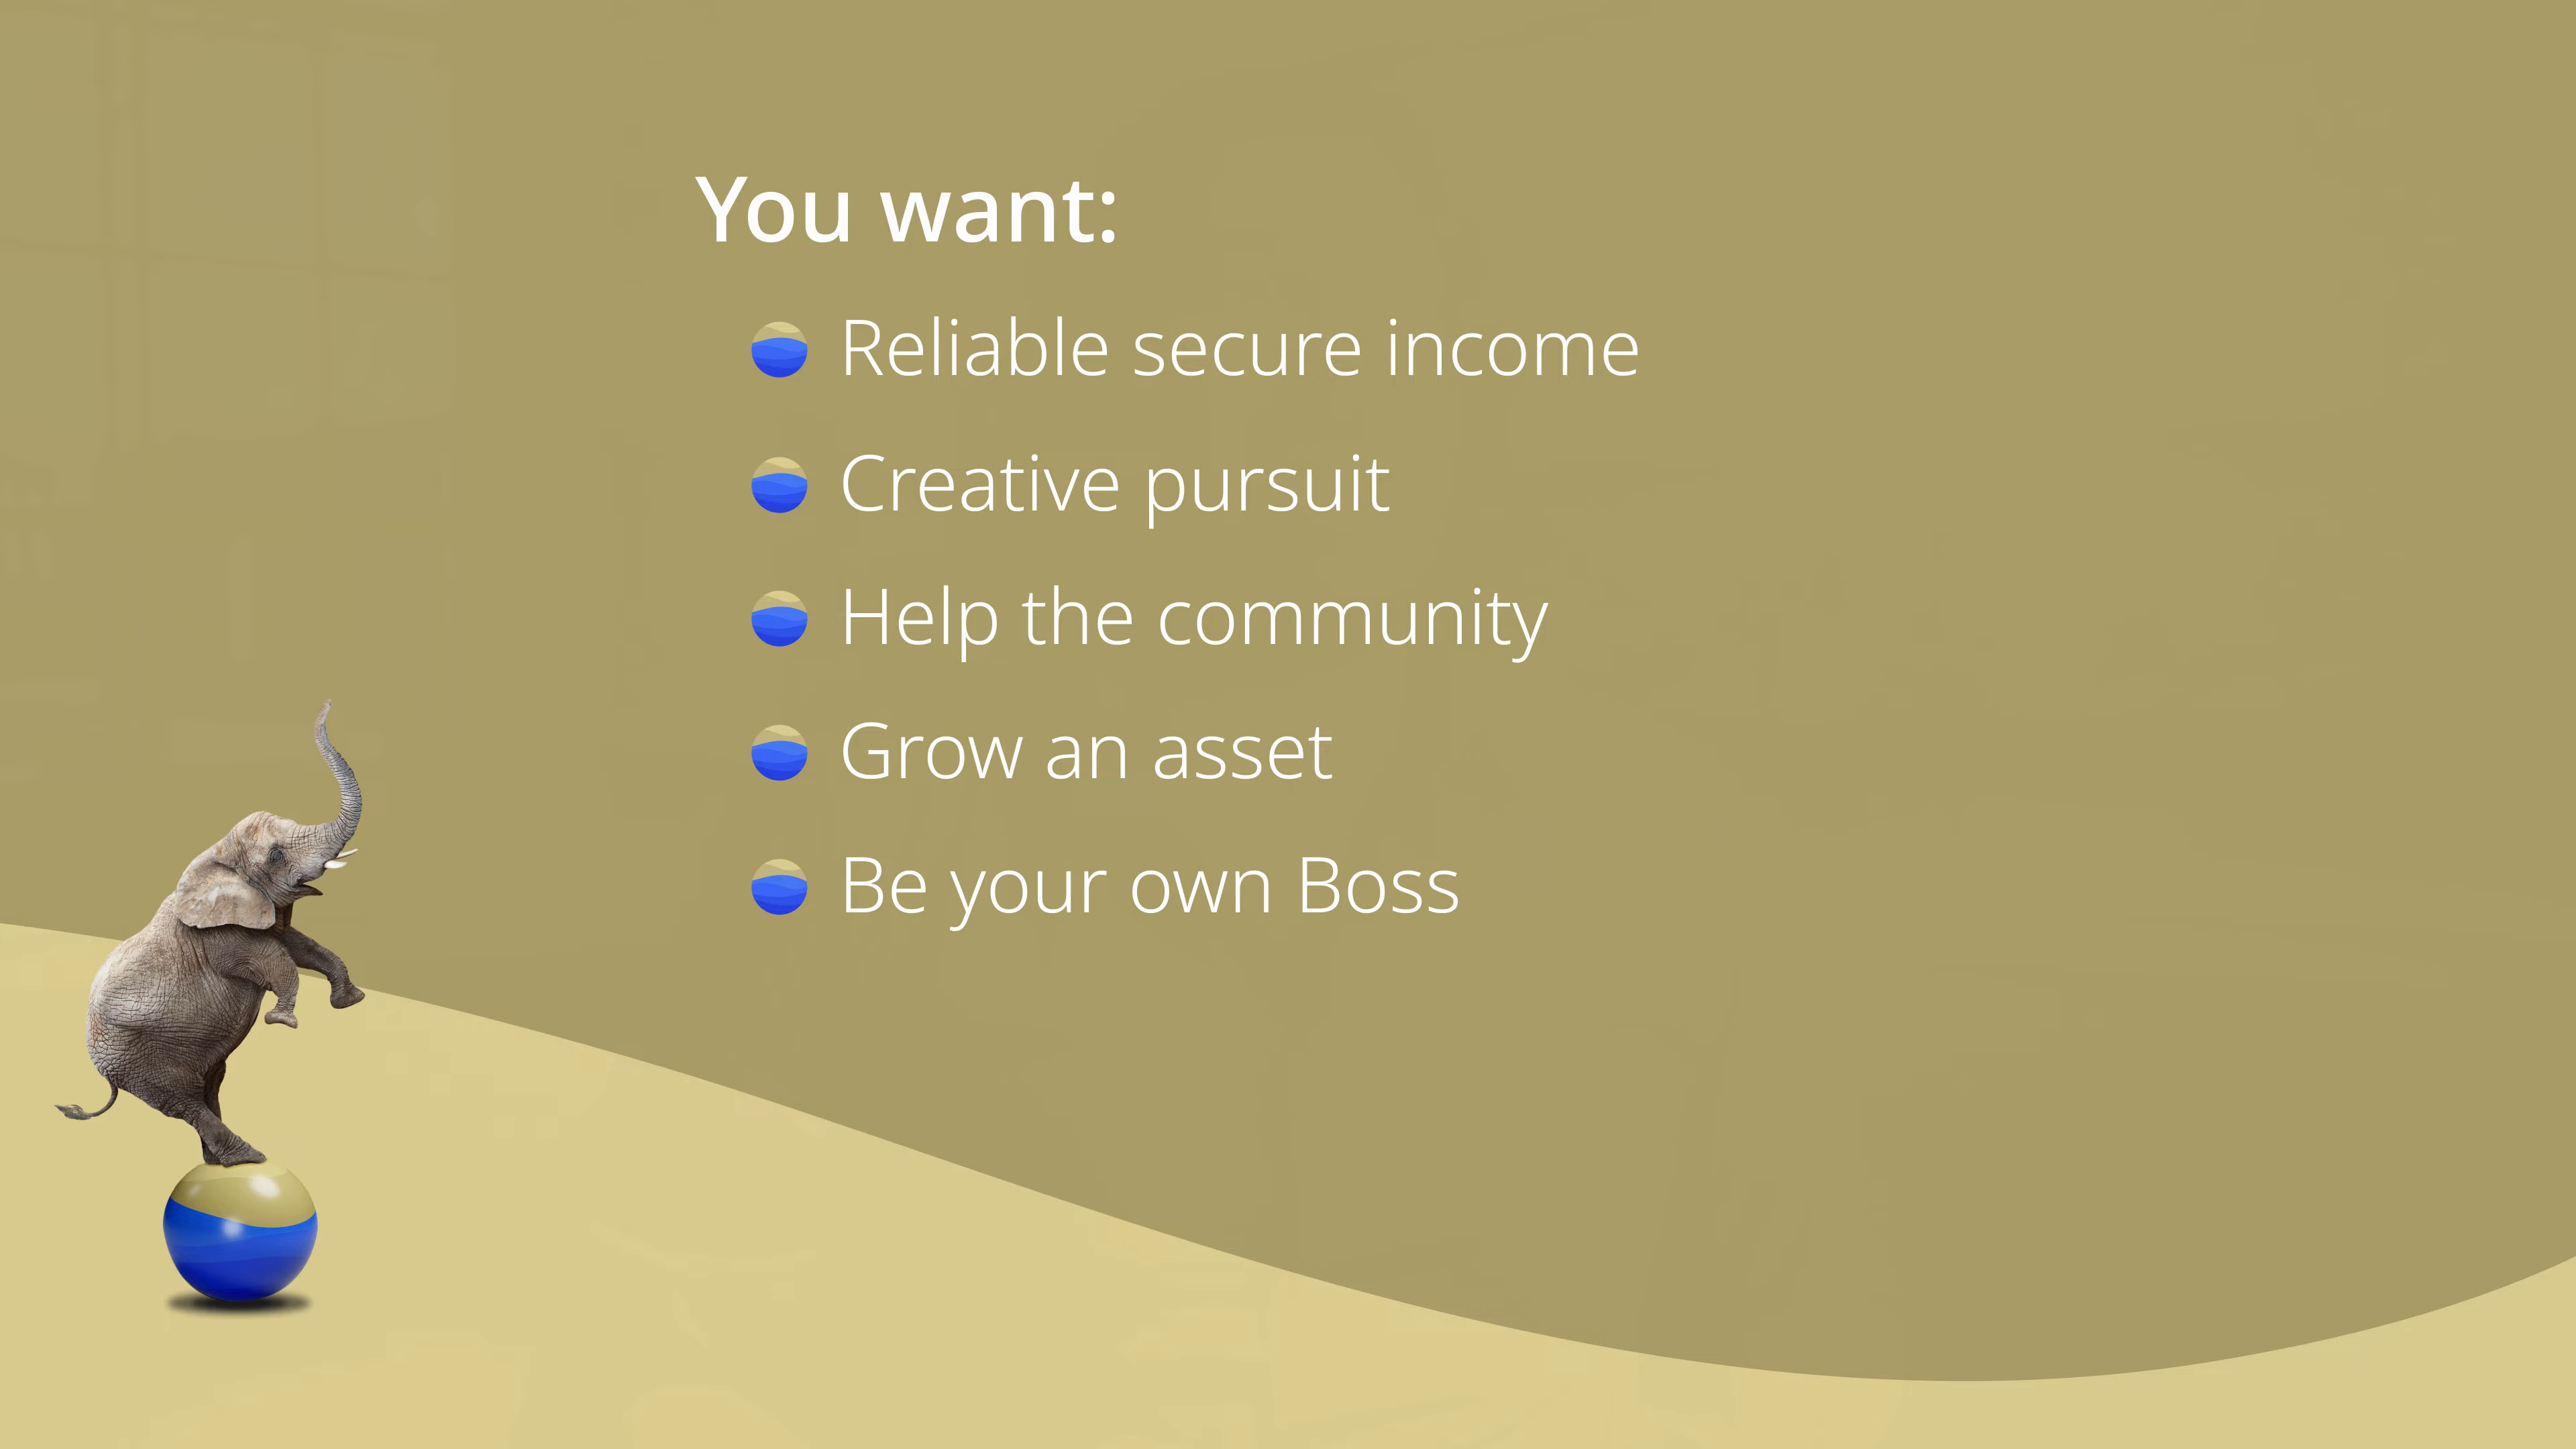 You want:
Reliable secure income
Creative pursuit
Help the community
Grow an asset
Be your own Boss